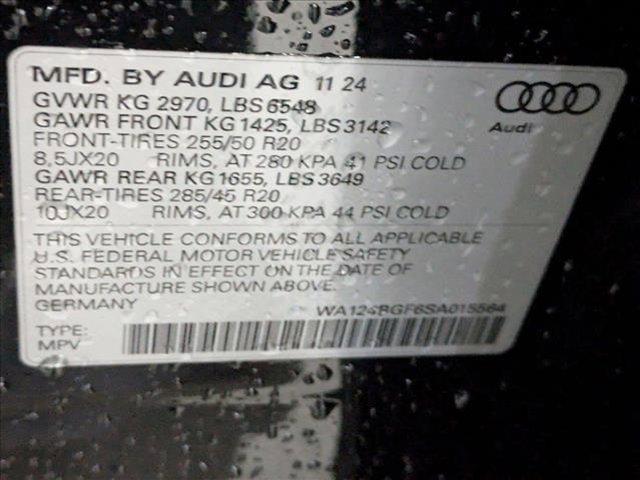 MFD. BY AUDI AG 11 24
GVWR KG 2970, LBS 6548
GAWR FRONT KG 1425, LBS 3142
FRONT-TIRES 255/50 R20
8,5JX20 RIMS, AT 280 KPA 41 PSI COLD
GAWR REAR KG 1655, LBS 3649
REAR-TIRES 285/45 R20
10JX20 RIMS, AT 300 KPA 44 PSI COLD
Audi
THIS VEHICLE CONFORMS TO ALL APPLICABLE
U.S. FEDERAL MOTOR VEHICLE SAFETY
STANDARDS IN EFFECT ON THE DATE OF
MANUFACTURE SHOWN ABOVE.
GERMANY
WA124BGF6SA015564
TYPE:
MPV